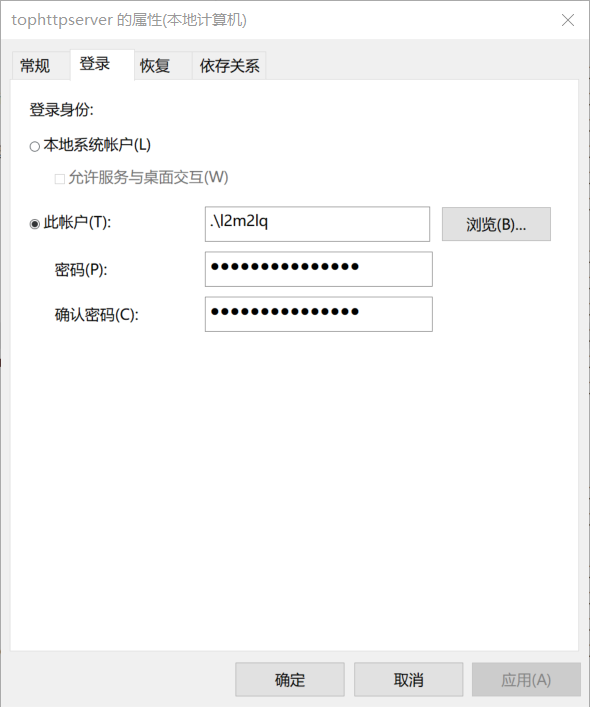 tophttpserver 的属性(本地计算机)
常规 登录 恢复 依存关系
登录身份:
本地系统帐户(L)
允许服务与桌面交互(W)
此帐户(T): .\l2m2lq 浏览(B)...
密码(P): ●●●●●●●●●●●●●●●
确认密码(C): ●●●●●●●●●●●●●●●
确定 取消 应用(A)